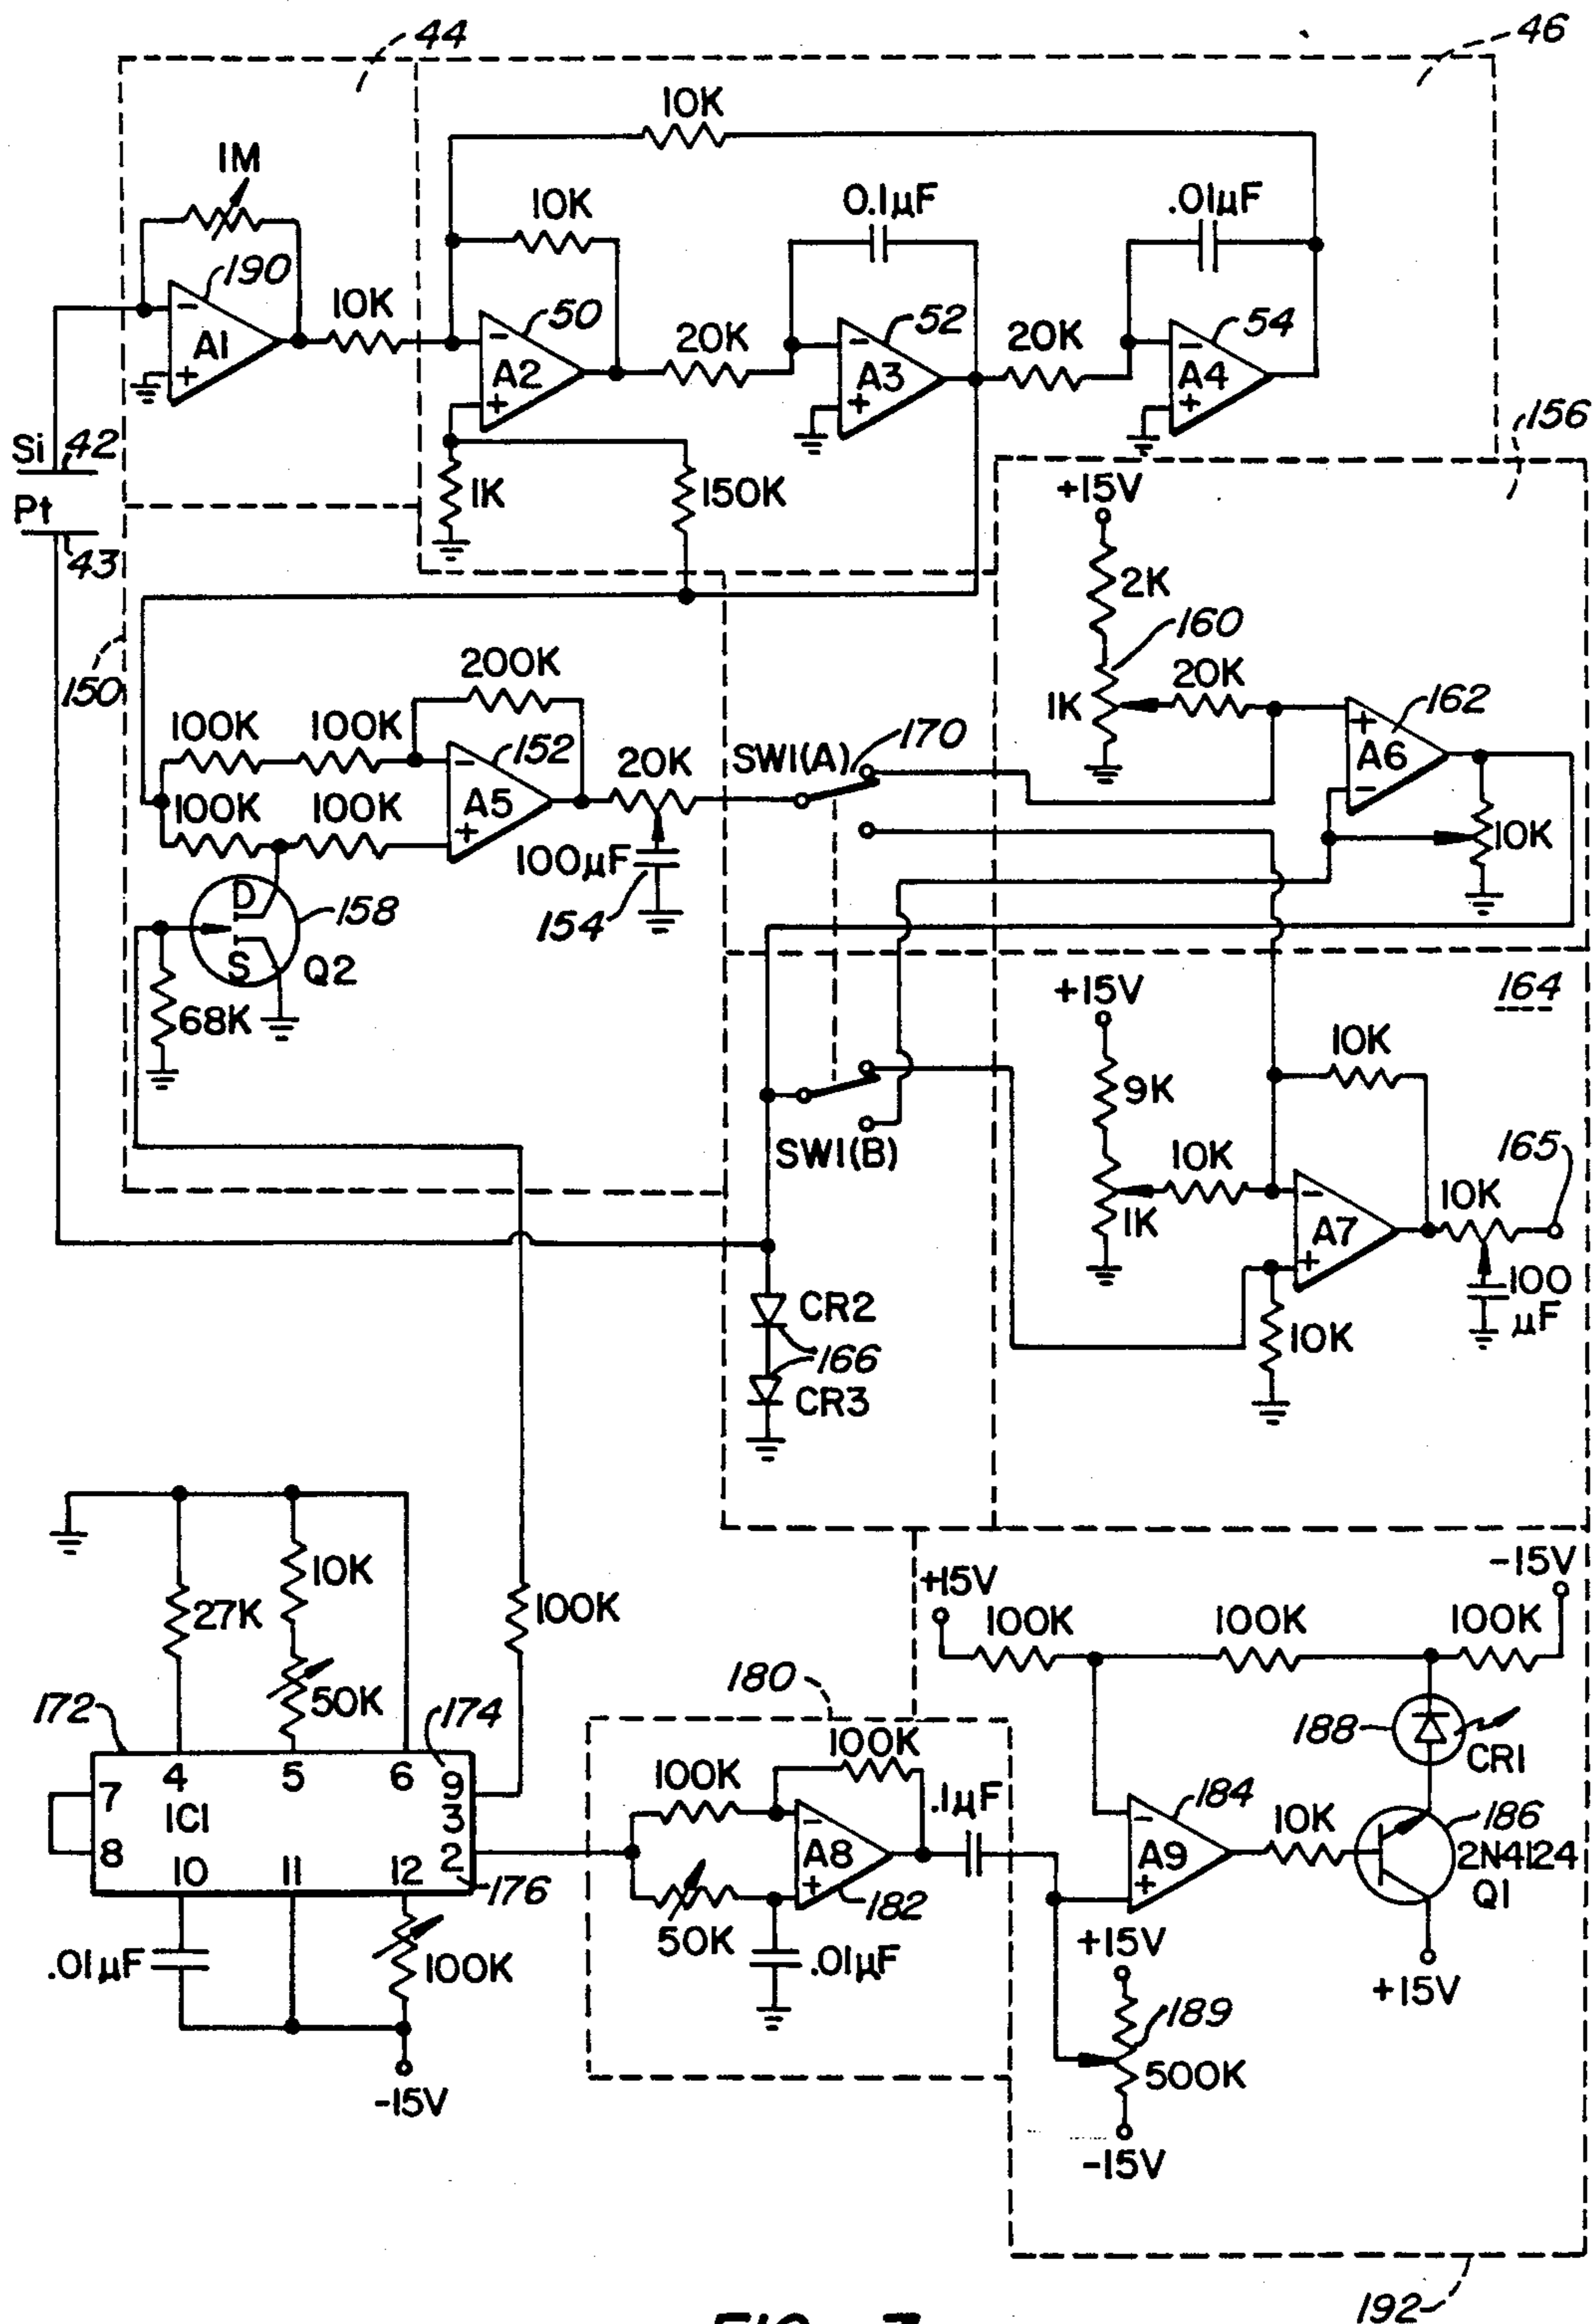 44
46
10K
1M
10K
0.1µF
.01µF
190
10K
50
52
54
-
A1
+
-
A2
+
20K
-
A3
+
20K
-
A4
+
Si 42
Pt
43
1K
150K
156
+15V
2K
160
20K
1K
150
200K
100K
100K
152
-
A5
+
100K
100K
20K
SW1(A)
170
162
+
A6
-
10K
100µF
154
D
S
158
Q2
68K
+15V
164
9K
10K
SW1(B)
10K
1K
-
A7
+
10K
165
10K
100
µF
CR2
166
CR3
27K
10K
50K
100K
172
174
4
5
6
9
7
IC1
3
8
2
10
11
12
176
.01µF
100K
-15V
180
100K
100K
-
A8
+
182
50K
.01µF
.1µF
+15V
100K
100K
-15V
100K
188
CR1
184
-
A9
+
10K
186
2N4124
Q1
+15V
+15V
189
500K
-15V
192